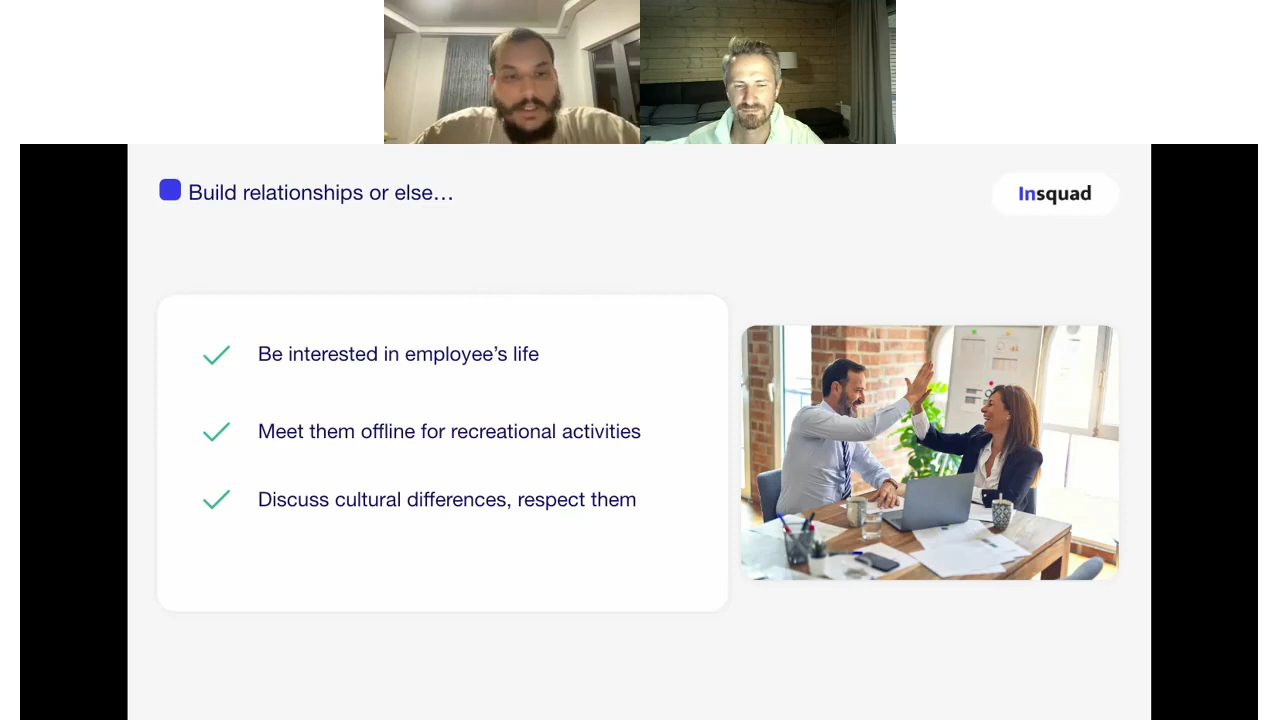 Build relationships or else…
Insquad
Be interested in employee’s life
Meet them offline for recreational activities
Discuss cultural differences, respect them